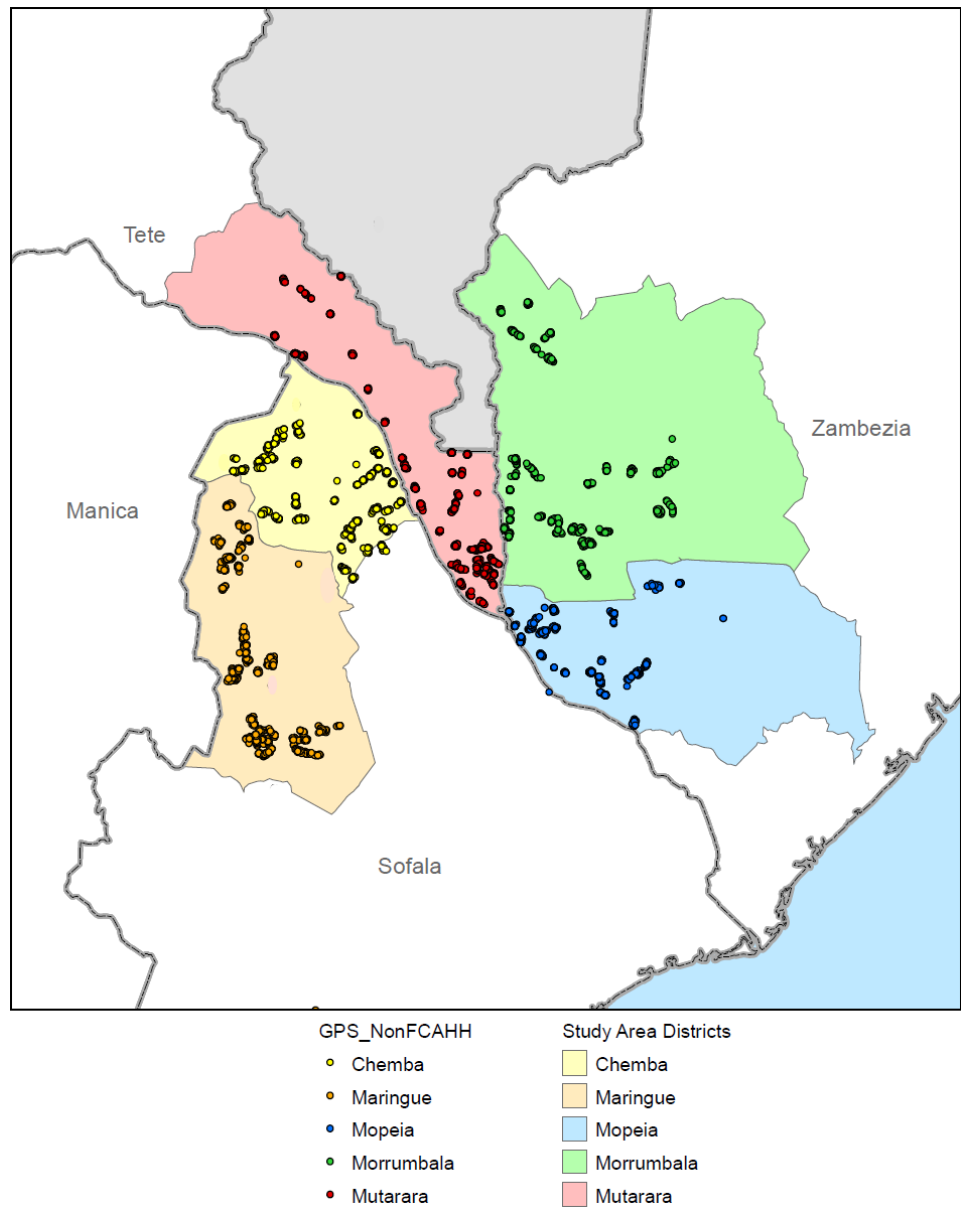 Tete
Zambezia
Manica
Sofala
GPS_NonFCAHH Study Area Districts
Chemba Chemba
Maringue Maringue
Mopeia Mopeia
Morrumbala Morrumbala
Mutarara Mutarara